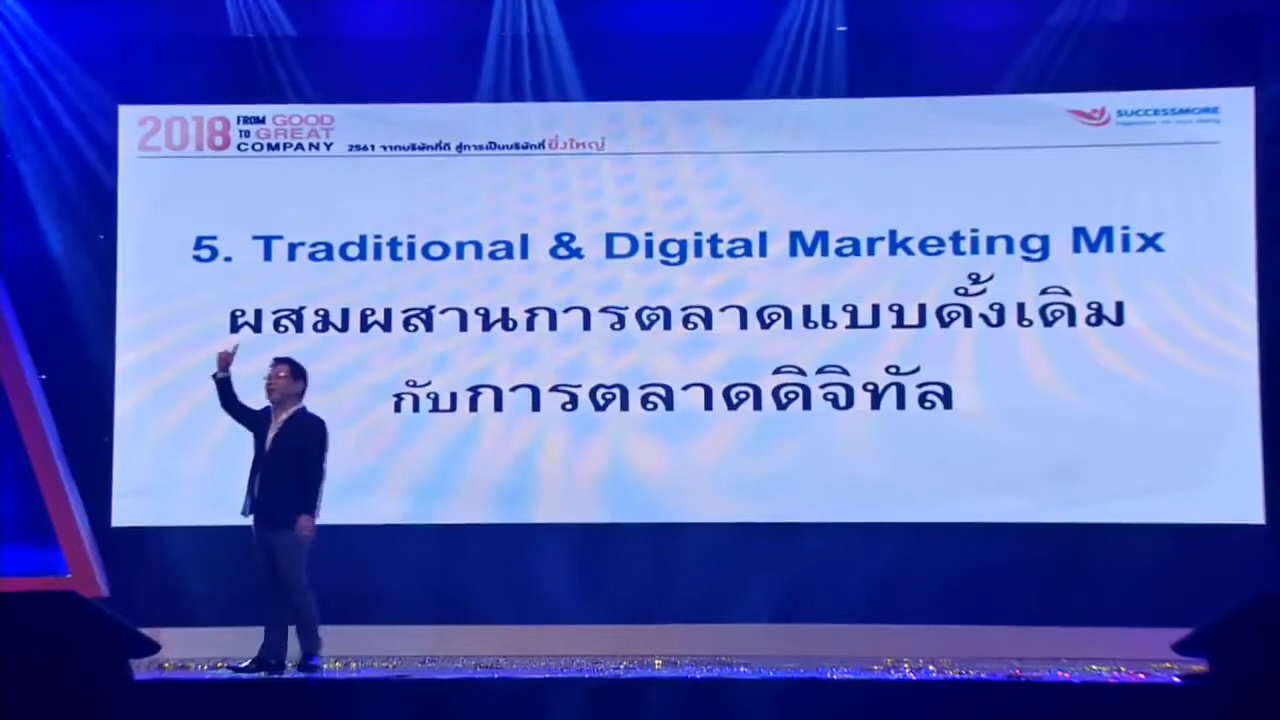 2018 FROM GOOD TO GREAT COMPANY 2561 จากบริษัทที่ดี สู่การเป็นบริษัทที่ยิ่งใหญ่
SUCCESSMORE
5. Traditional & Digital Marketing Mix
ผสมผสานการตลาดแบบดั้งเดิม
กับการตลาดดิจิทัล